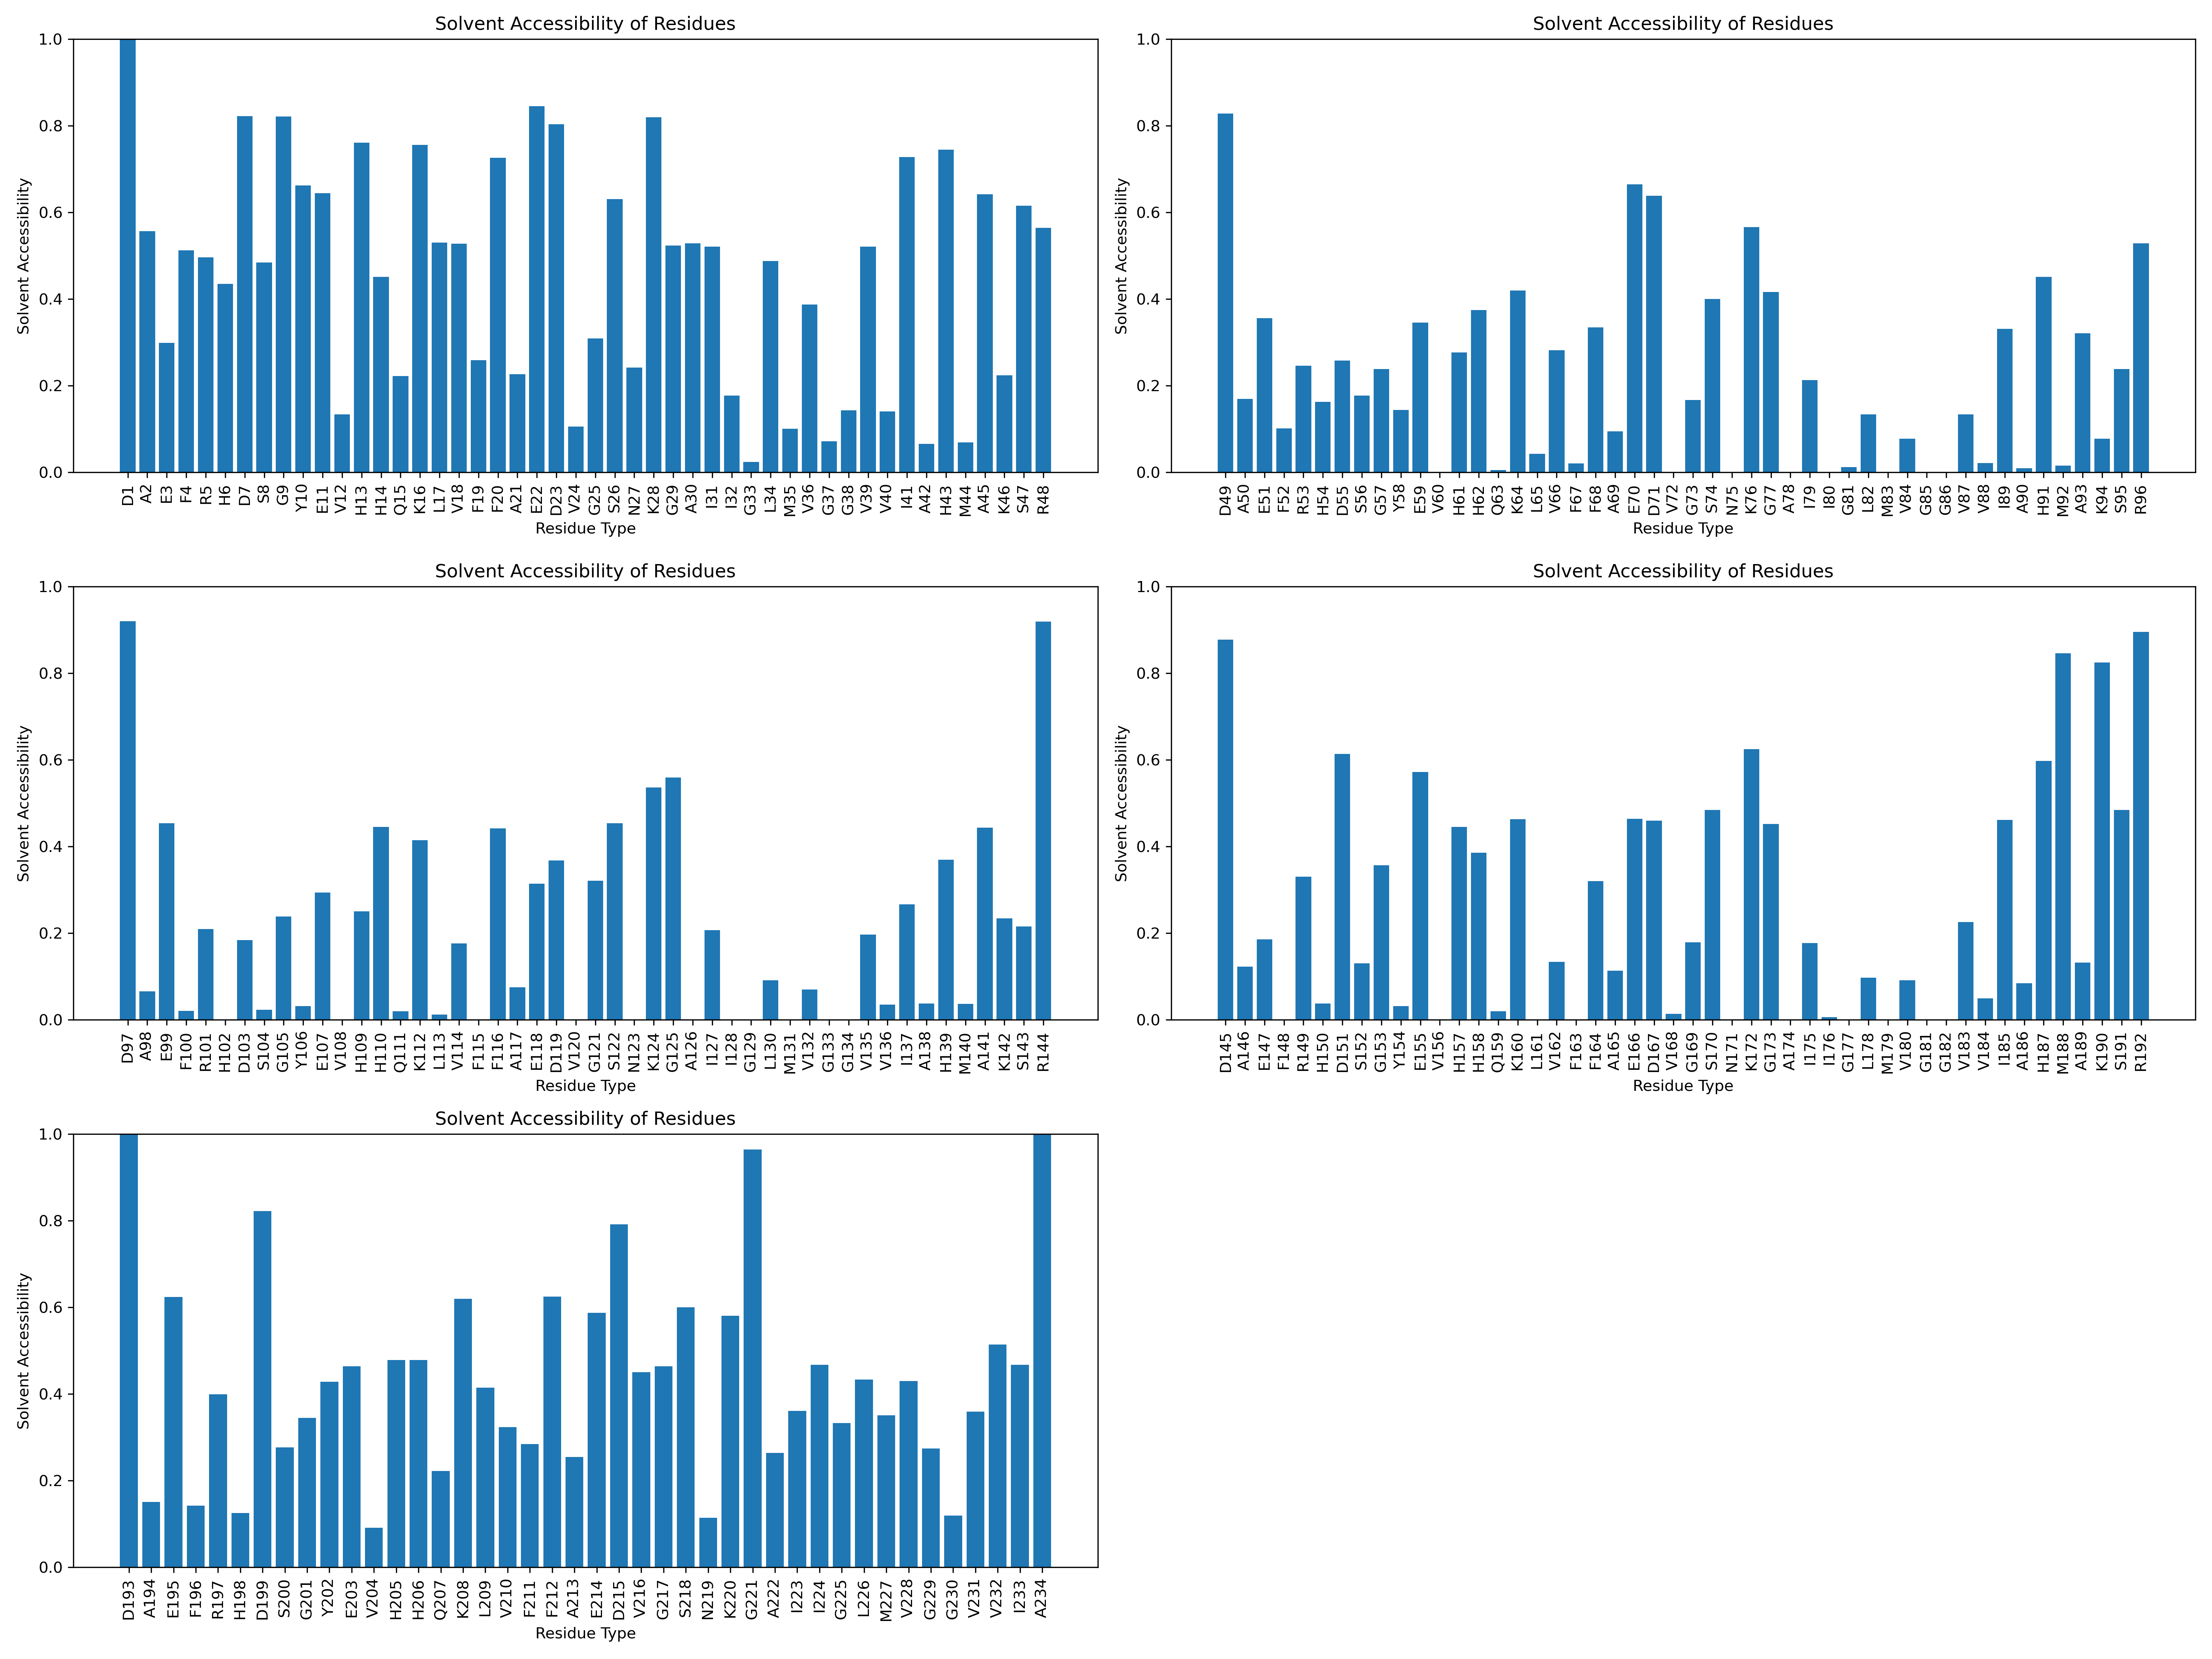 Solvent Accessibility of Residues
Solvent Accessibility
1.0
0.8
0.6
0.4
0.2
0.0
D1 A2 E3 F4 R5 H6 D7 S8 G9 Y10 E11 V12 H13 H14 Q15 K16 L17 V18 F19 F20 A21 E22 D23 V24 G25 S26 N27 K28 G29 A30 I31 I32 G33 L34 M35 V36 G37 G38 V39 V40 I41 A42 H43 M44 A45 K46 S47 R48
Residue Type
Solvent Accessibility of Residues
Solvent Accessibility
1.0
0.8
0.6
0.4
0.2
0.0
D49 A50 E51 F52 R53 H54 D55 S56 G57 Y58 E59 V60 H61 H62 Q63 K64 L65 V66 F67 F68 A69 E70 D71 V72 G73 S74 N75 K76 G77 A78 I79 I80 G81 L82 M83 V84 G85 G86 V87 V88 I89 A90 H91 M92 A93 K94 S95 R96
Residue Type
Solvent Accessibility of Residues
Solvent Accessibility
1.0
0.8
0.6
0.4
0.2
0.0
D97 A98 E99 F100 R101 H102 D103 S104 G105 Y106 E107 V108 H109 H110 Q111 K112 L113 V114 F115 F116 A117 E118 D119 V120 G121 S122 N123 K124 G125 A126 I127 I128 G129 L130 M131 V132 G133 G134 V135 V136 I137 A138 H139 M140 A141 K142 S143 R144
Residue Type
Solvent Accessibility of Residues
Solvent Accessibility
1.0
0.8
0.6
0.4
0.2
0.0
D145 A146 E147 F148 R149 H150 D151 S152 G153 Y154 E155 V156 H157 H158 Q159 K160 L161 V162 F163 F164 A165 E166 D167 V168 G169 S170 N171 K172 G173 A174 I175 I176 G177 L178 M179 V180 G181 G182 V183 V184 I185 A186 H187 M188 A189 K190 S191 R192
Residue Type
Solvent Accessibility of Residues
Solvent Accessibility
1.0
0.8
0.6
0.4
0.2
0.0
D193 A194 E195 F196 R197 H198 D199 S200 G201 Y202 E203 V204 H205 H206 Q207 K208 L209 V210 F211 F212 A213 E214 D215 V216 G217 S218 N219 K220 G221 A222 I223 I224 G225 L226 M227 V228 G229 G230 V231 V232 I233 A234
Residue Type